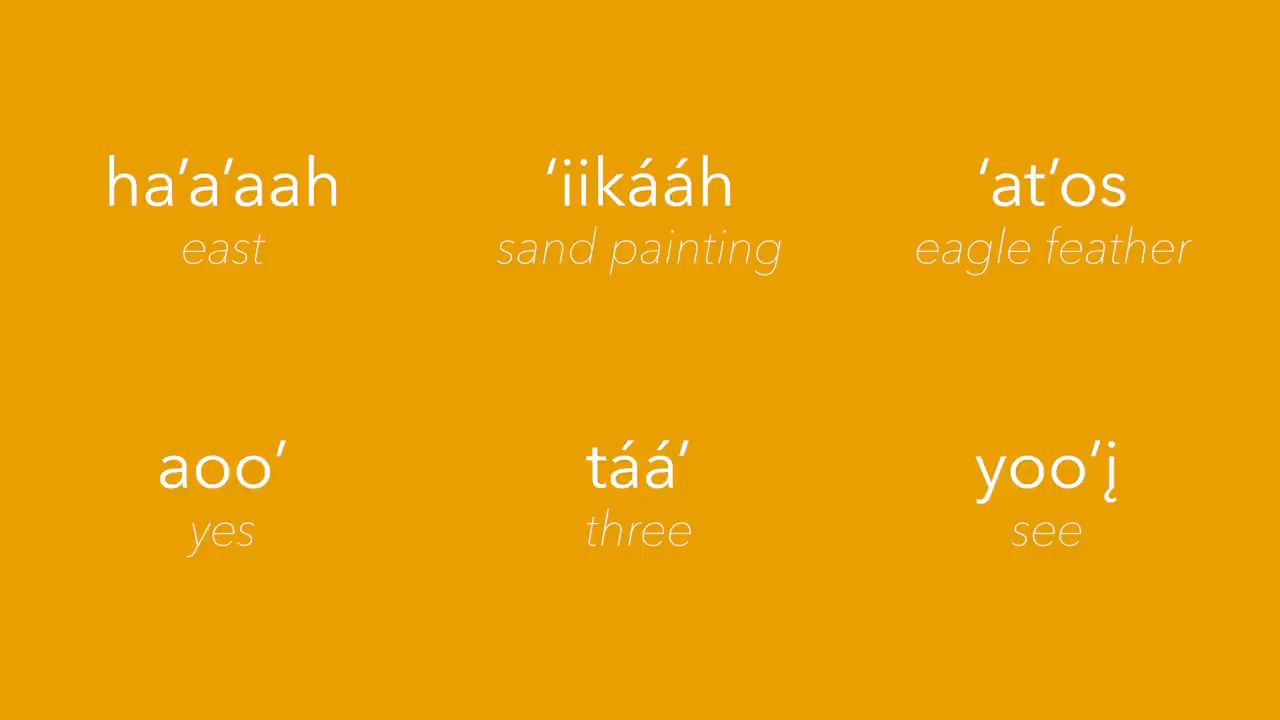 ha’a’aah
east
‘iikááh
sand painting
‘at’os
eagle feather
aoo’
yes
táá‘
three
yoo’į
see